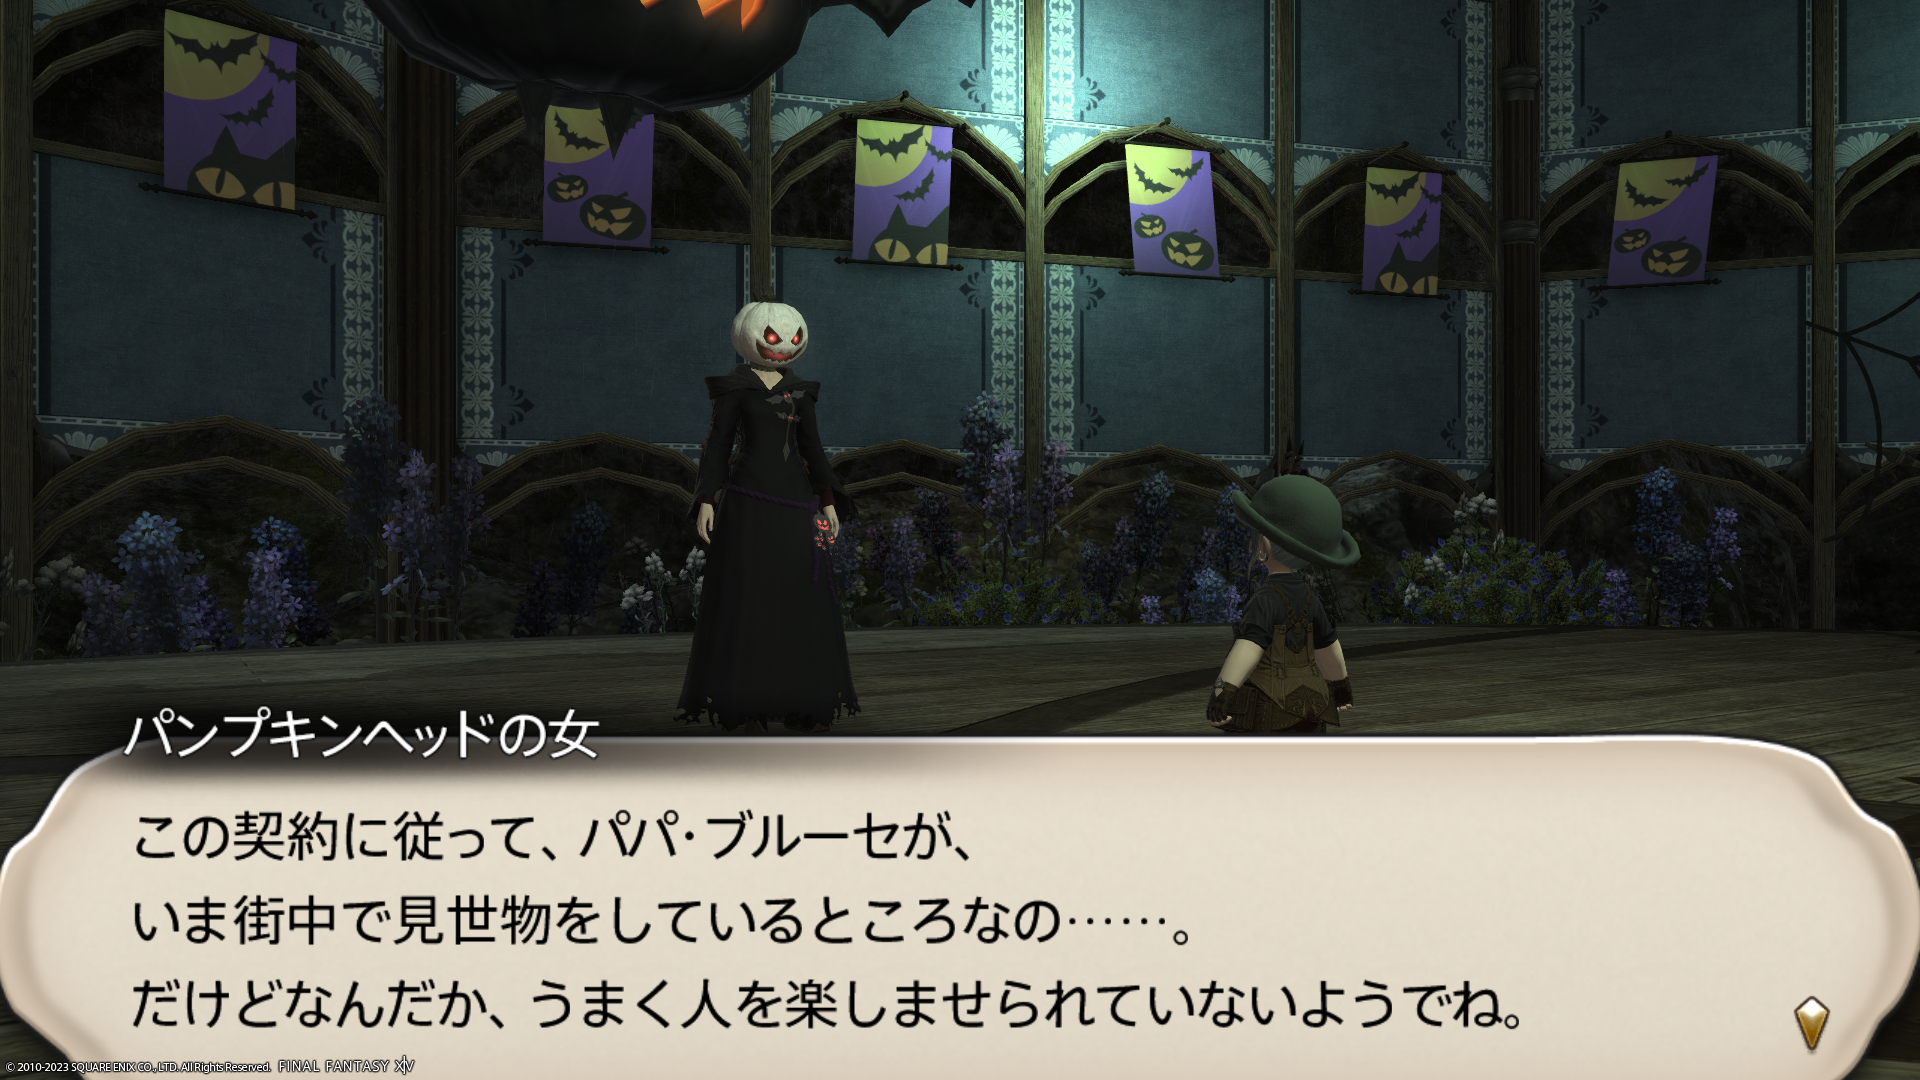 パンプキンヘッドの女
この契約に従って、パパ・ブルーセが、
いま街中で見世物をしているところなの……。
だけどなんだか、うまく人を楽しませられていないようでね。
© 2010-2023 SQUARE ENIX CO., LTD. All Rights Reserved. FINAL FANTASY XIV